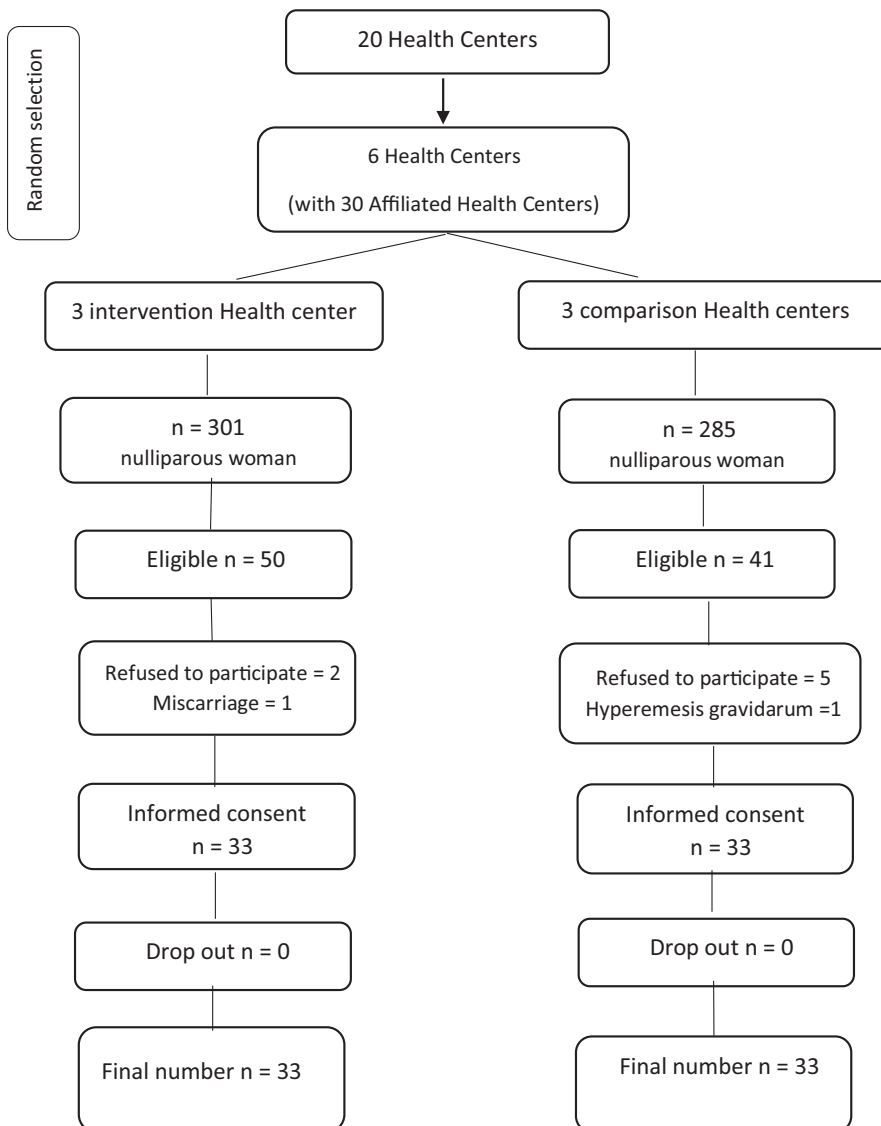 Random selection
20 Health Centers
6 Health Centers
(with 30 Affiliated Health Centers)
3 intervention Health center
3 comparison Health centers
n = 301
nulliparous woman
n = 285
nulliparous woman
Eligible n = 50
Eligible n = 41
Refused to participate = 2
Miscarriage = 1
Refused to participate = 5
Hyperemesis gravidarum =1
Informed consent
n = 33
Informed consent
n = 33
Drop out n = 0
Drop out n = 0
Final number n = 33
Final number n = 33